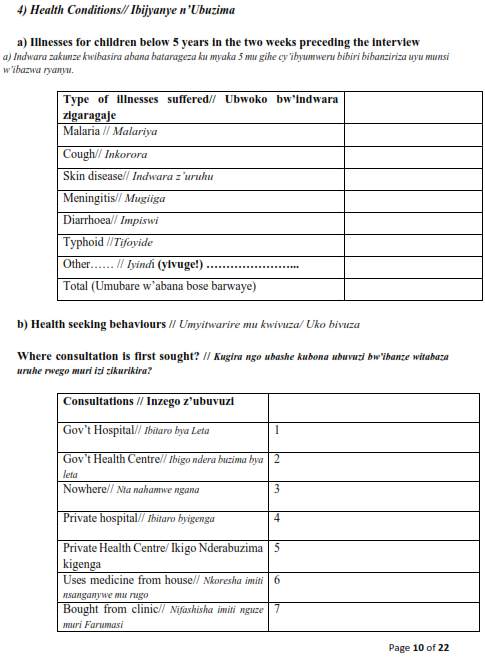 4) Health Conditions// Ibijyanye n’Ubuzima
a) Illnesses for children below 5 years in the two weeks preceding the interview
a) Indwara zakunze kwibasira abana batarageza ku myaka 5 mu gihe cy’ibyumweru bibiri bibanziriza uyu munsi
w’ibazwa ryanyu.
Type of illnesses suffered// Ubwoko bw’indwara
zigaragaje
Malaria // Malariya
Cough// Inkorora
Skin disease// Indwara z’uruhu
Meningitis// Mugiiga
Diarrhoea// Impiswi
Typhoid //Tifoyide
Other…… // Iyindi (yivuge!) …………………...
Total (Umubare w’abana bose barwaye)
b) Health seeking behaviours // Umyitwarire mu kwivuza/ Uko bivuza
Where consultation is first sought? // Kugira ngo ubashe kubona ubuvuzi bw’ibanze witabaza
uruhe rwego muri izi zikurikira?
Consultations // Inzego z’ubuvuzi
Gov’t Hospital// Ibitaro bya Leta 1
Gov’t Health Centre// Ibigo ndera buzima bya 2
leta
Nowhere// Nta nahamwe ngana 3
Private hospital// Ibitaro byigenga 4
Private Health Centre/ Ikigo Nderabuzima 5
kigenga
Uses medicine from house// Nkoresha imiti 6
nsanganywe mu rugo
Bought from clinic// Nifashisha imiti nguze 7
muri Farumasi
Page 10 of 22